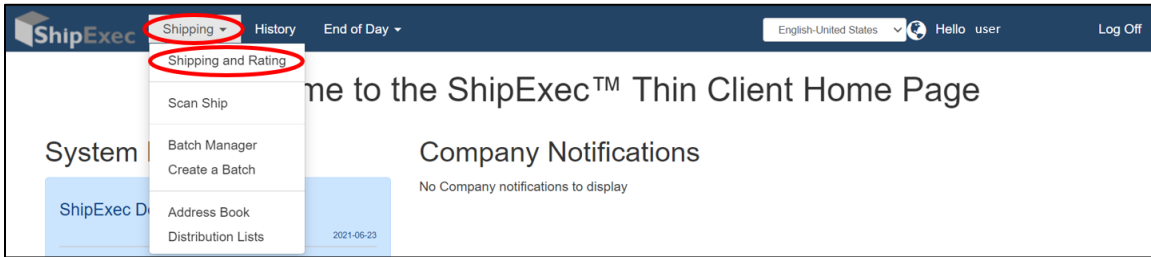 ShipExec Shipping History End of Day English-United States Hello user Log Off
Shipping and Rating
me to the ShipExec™ Thin Client Home Page
Scan Ship
System
Company Notifications
Batch Manager
Create a Batch
No Company notifications to display
ShipExec
Address Book
Distribution Lists
2021-06-23